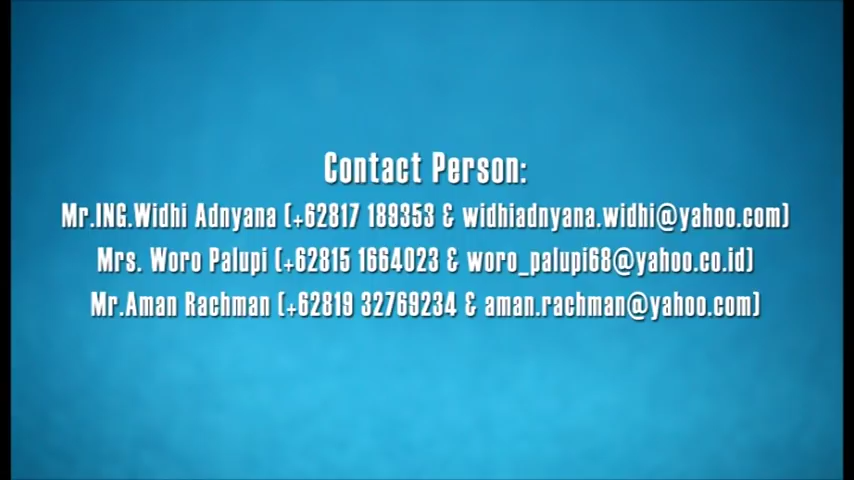 Contact Person:
Mr.ING.Widhi Adnyana (+62817 189353 & widhiadnyana.widhi@yahoo.com)
Mrs. Woro Palupi (+62815 1664023 & woro_palupi68@yahoo.co.id)
Mr.Aman Rachman (+62819 32769234 & aman.rachman@yahoo.com)